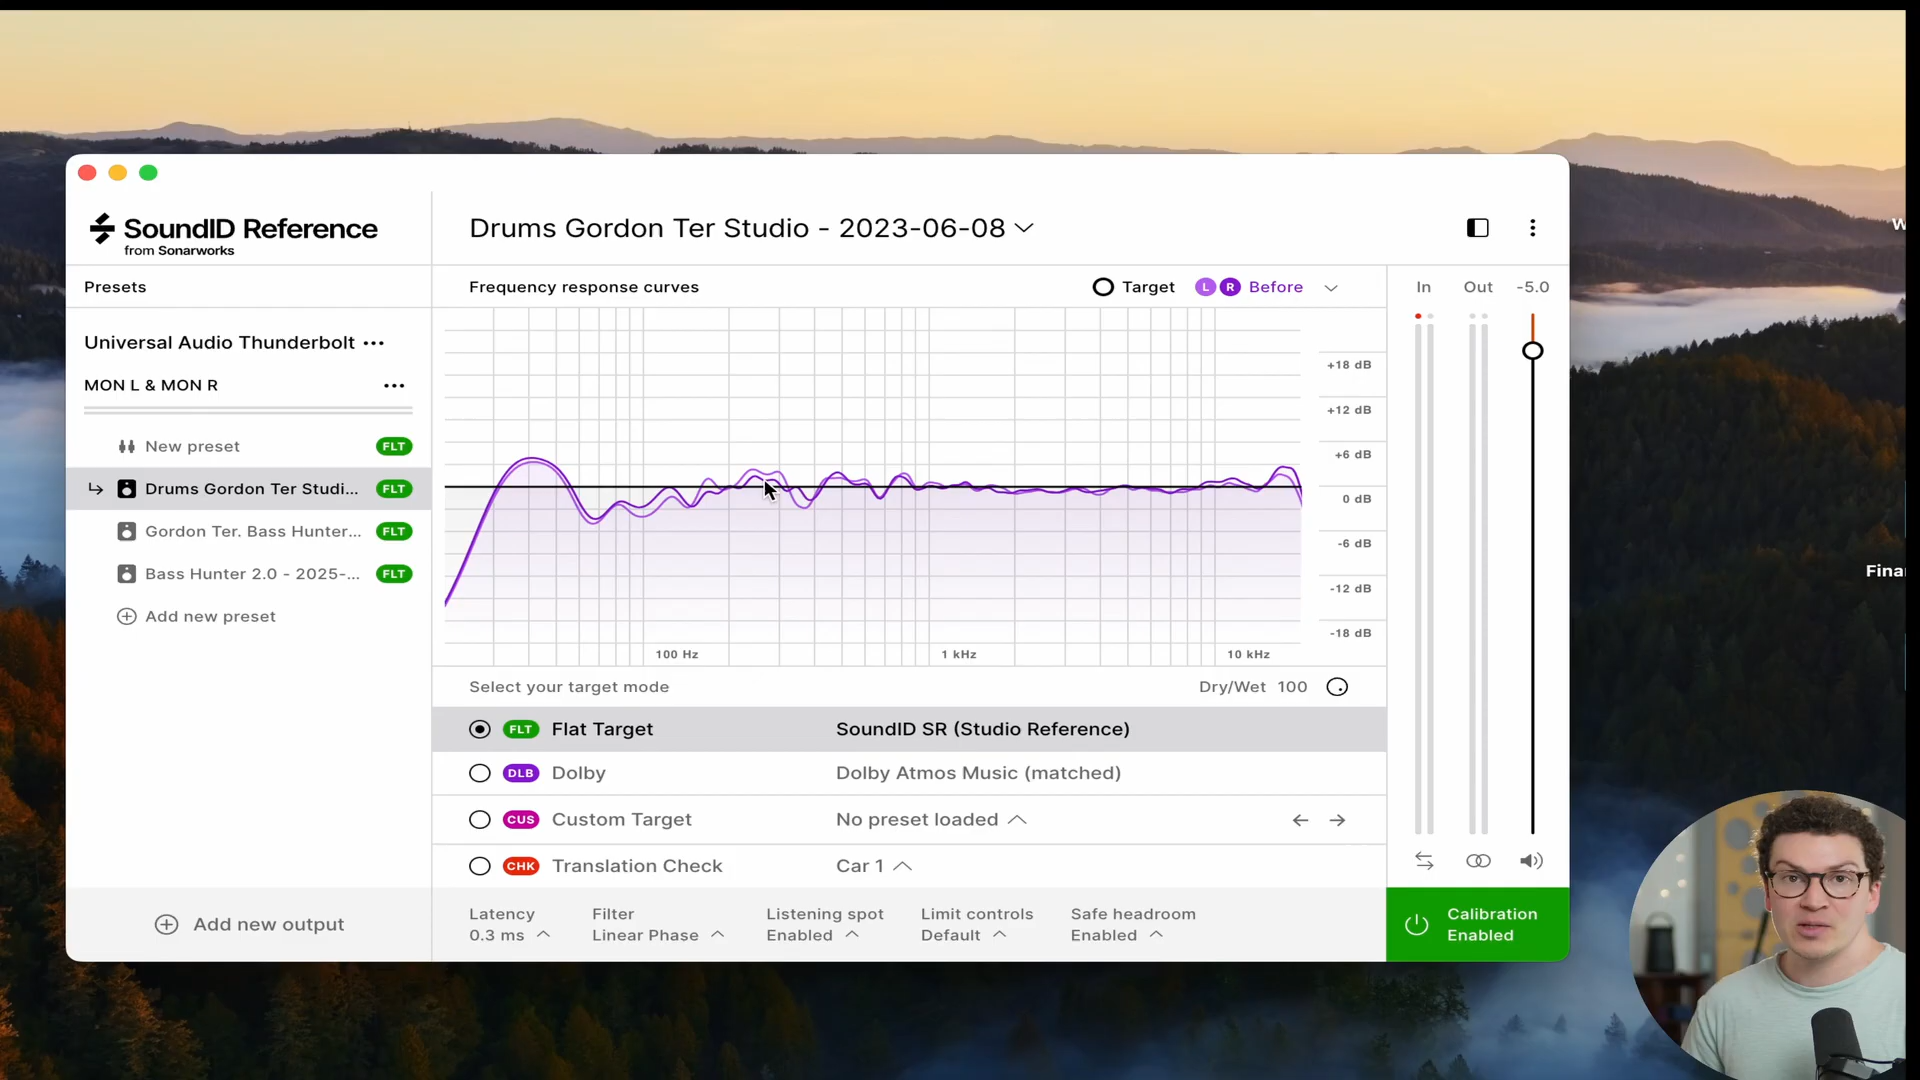 SoundID Reference
from Sonarworks
Drums Gordon Ter Studio - 2023-06-08
Presets
Frequency response curves
Target
L
R
Before
In
Out
-5.0
Universal Audio Thunderbolt
MON L & MON R
New preset
FLT
Drums Gordon Ter Studi...
FLT
Gordon Ter. Bass Hunter...
FLT
Bass Hunter 2.0 - 2025-...
FLT
Add new preset
+18 dB
+12 dB
+6 dB
0 dB
-6 dB
-12 dB
-18 dB
100 Hz
1 kHz
10 kHz
Select your target mode
Dry/Wet 100
FLT
Flat Target
SoundID SR (Studio Reference)
DLB
Dolby
Dolby Atmos Music (matched)
CUS
Custom Target
No preset loaded
CHK
Translation Check
Car 1
Add new output
Latency
0.3 ms
Filter
Linear Phase
Listening spot
Enabled
Limit controls
Default
Safe headroom
Enabled
Calibration
Enabled
W
Fina